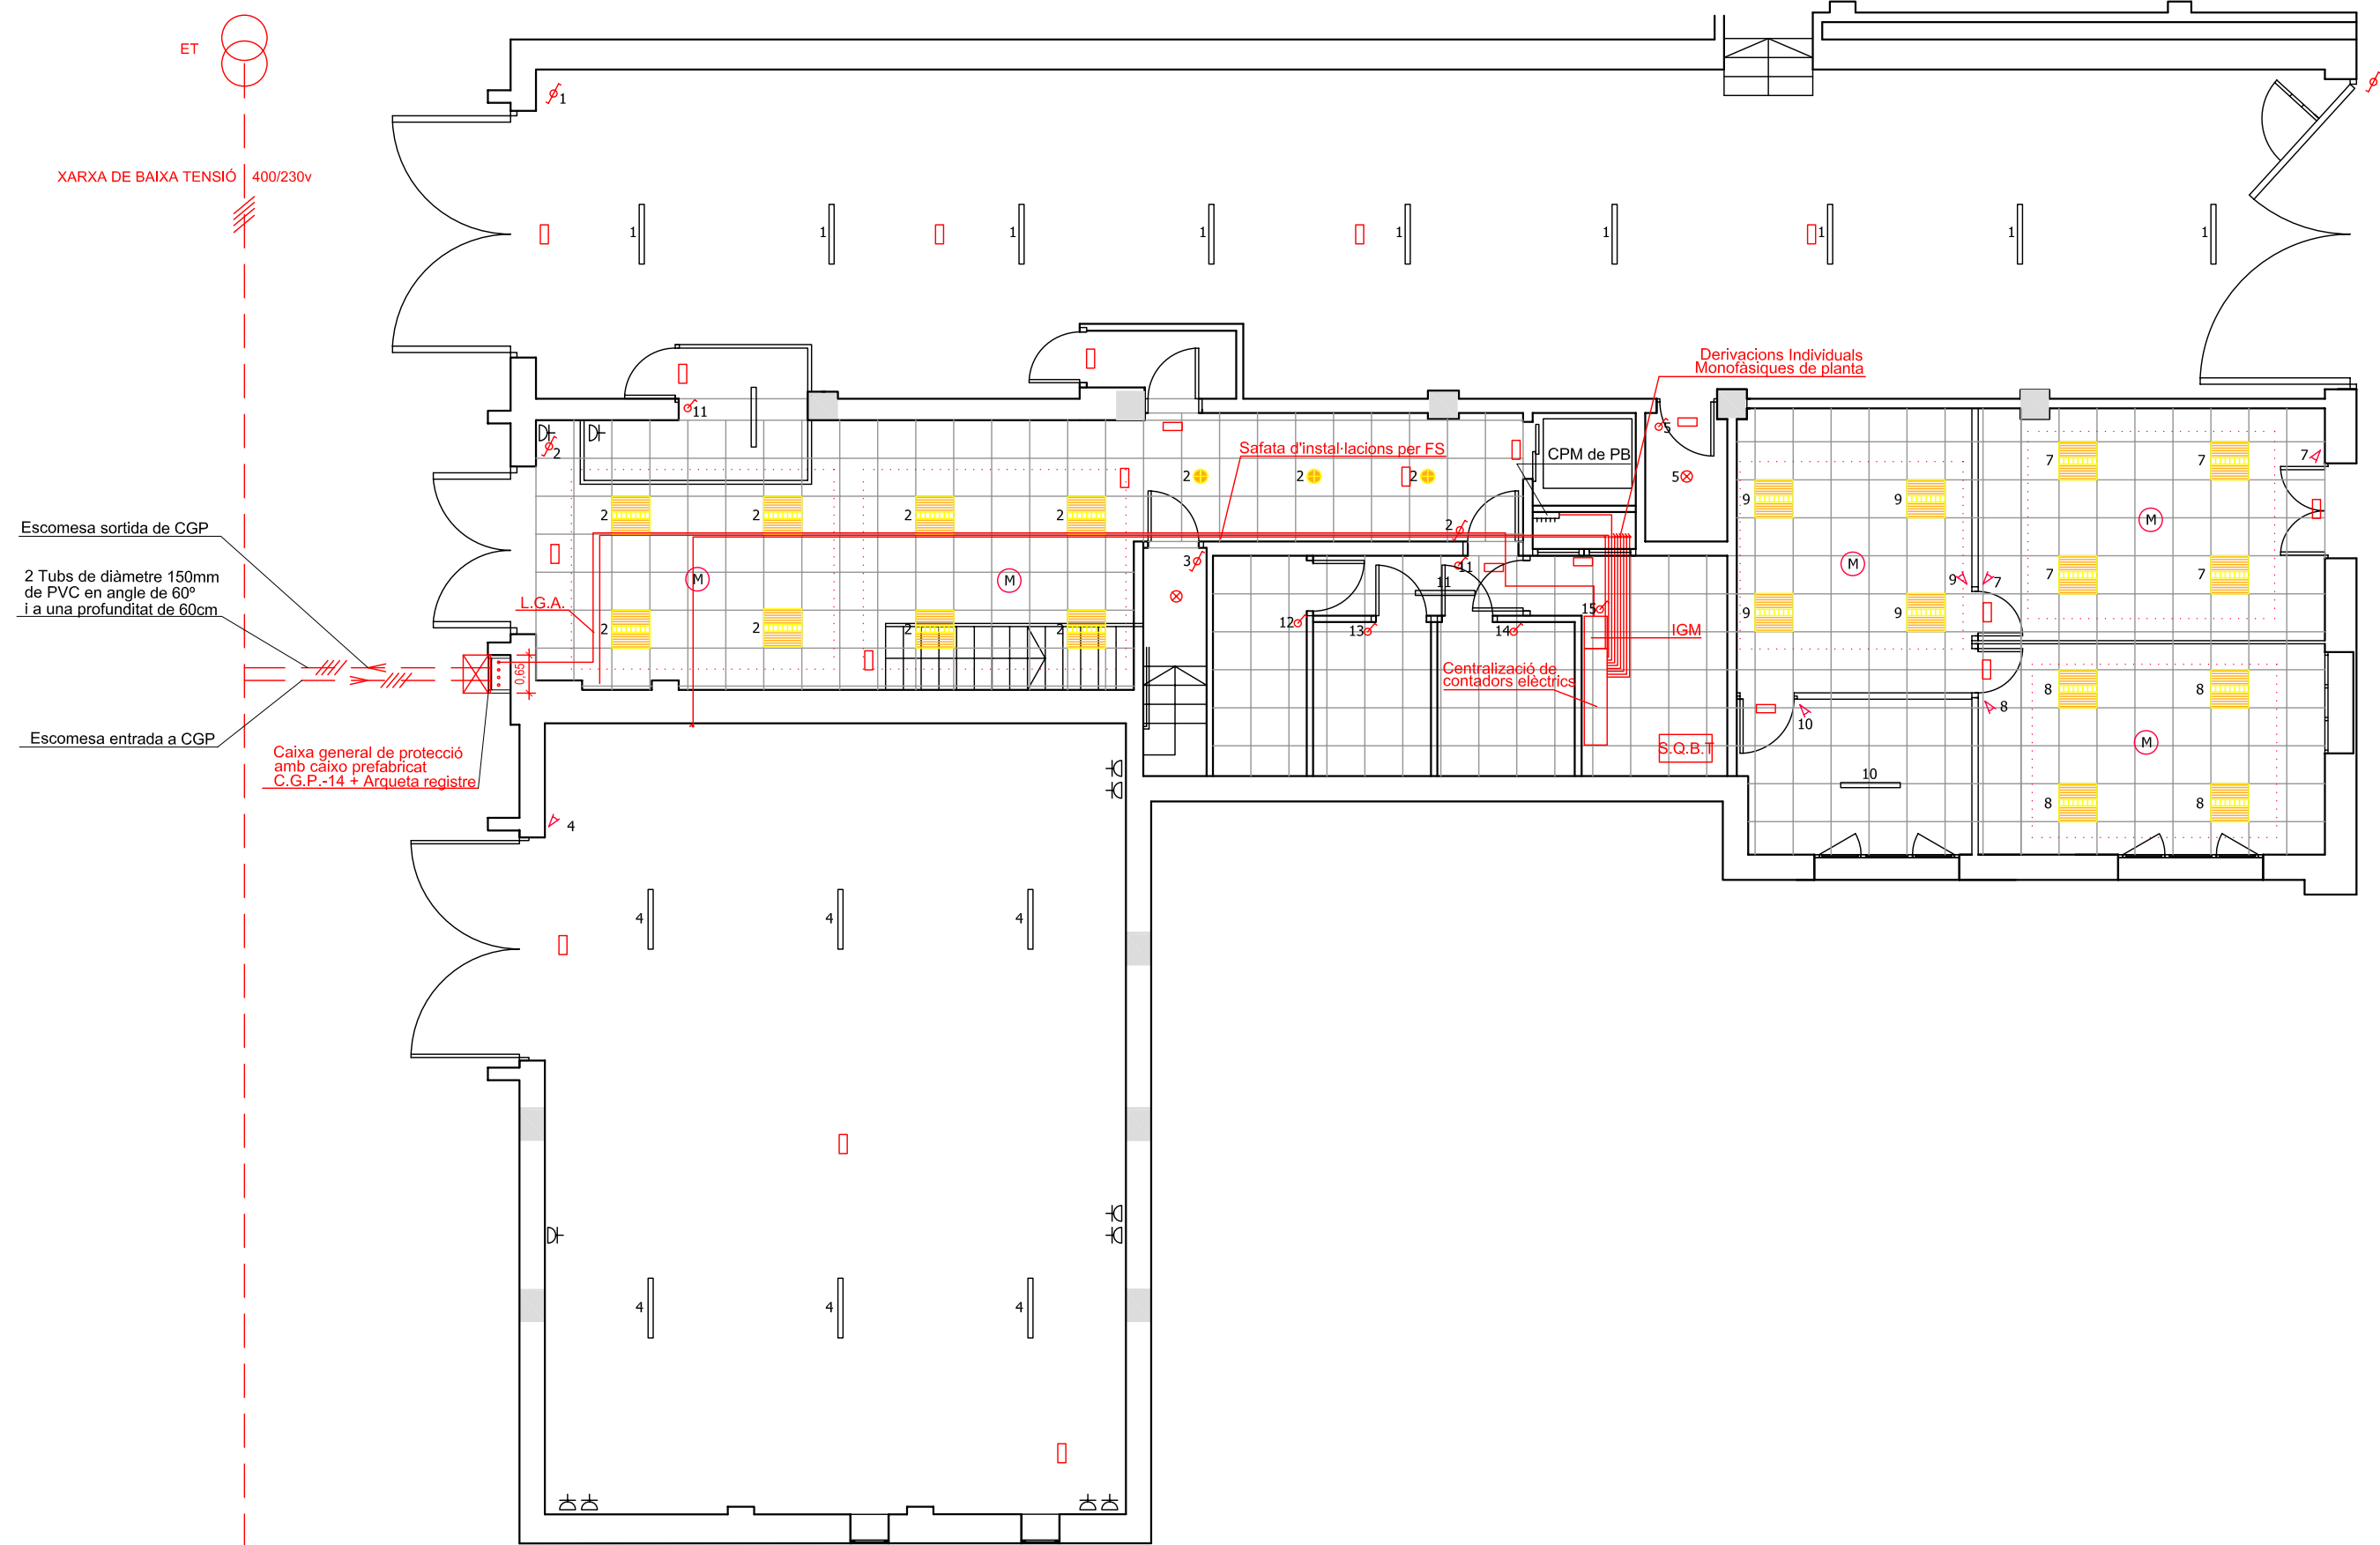 ET
1
XARXA DE BAIXA TENSIÓ 400/230v
1 1 1 1 1 1 1 1 1
Derivacions Individuals
Monofàsiques de planta
11
2
Safata d'instal·lacions per FS
CPM de PB
5
5
7
2 2 2
7 7
9 9
2 2 2 2
2
M
Escomesa sortida de CGP
2 Tubs de diàmetre 150mm
de PVC en angle de 60º
i a una profunditat de 60cm
M M
3
11
11
M
9 7
7 7
L.G.A.
15
9 9
2 2 2 2
12 13 14
IGM
0,65
Centralització de
contadors elèctrics
8 8
8
10
Escomesa entrada a CGP
S.Q.B.T
M
Caixa general de protecció
amb caixo prefabricat
C.G.P.-14 + Arqueta registre
10
8 8
4
4 4 4
4 4 4